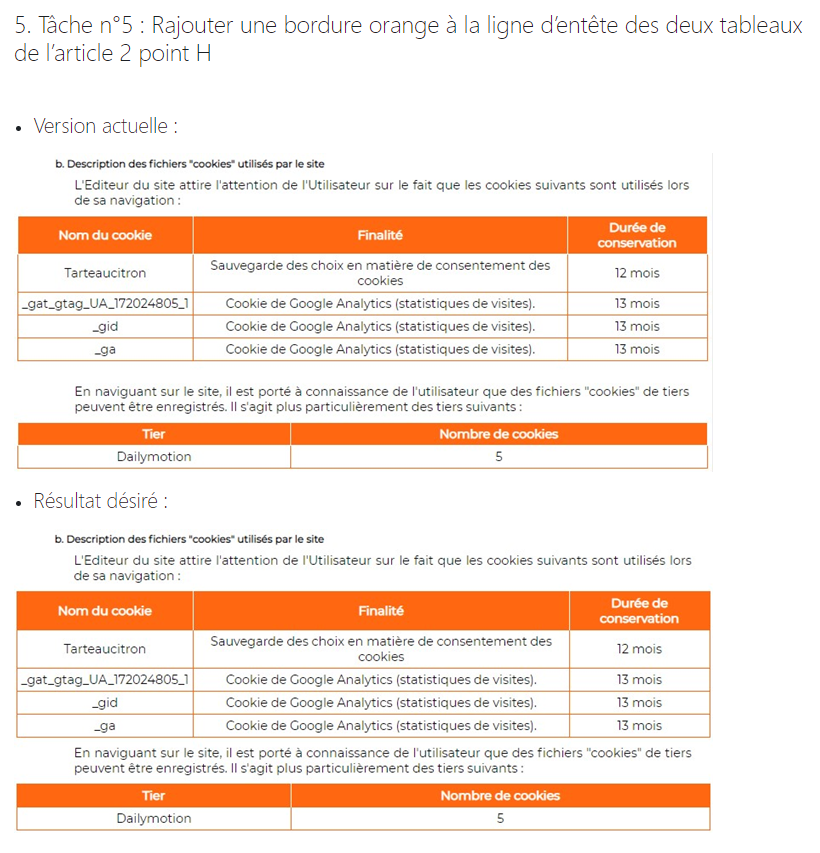 5. Tâche n°5 : Rajouter une bordure orange à la ligne d’entête des deux tableaux
de l’article 2 point H
• Version actuelle :
b. Description des fichiers "cookies" utilisés par le site
L'Editeur du site attire l'attention de l'Utilisateur sur le fait que les cookies suivants sont utilisés lors
de sa navigation :
Nom du cookie Finalité Durée de
conservation
Tarteaucitron Sauvegarde des choix en matière de consentement des
cookies 12 mois
_gat_gtag_UA_172024805_1 Cookie de Google Analytics (statistiques de visites). 13 mois
_gid Cookie de Google Analytics (statistiques de visites). 13 mois
_ga Cookie de Google Analytics (statistiques de visites). 13 mois
En naviguant sur le site, il est porté à connaissance de l'utilisateur que des fichiers "cookies" de tiers
peuvent être enregistrés. Il s'agit plus particulièrement des tiers suivants :
Tier Nombre de cookies
Dailymotion 5
• Résultat désiré :
b. Description des fichiers "cookies" utilisés par le site
L'Editeur du site attire l'attention de l'Utilisateur sur le fait que les cookies suivants sont utilisés lors
de sa navigation :
Nom du cookie Finalité Durée de
conservation
Tarteaucitron Sauvegarde des choix en matière de consentement des
cookies 12 mois
_gat_gtag_UA_172024805_1 Cookie de Google Analytics (statistiques de visites). 13 mois
_gid Cookie de Google Analytics (statistiques de visites). 13 mois
_ga Cookie de Google Analytics (statistiques de visites). 13 mois
En naviguant sur le site, il est porté à connaissance de l'utilisateur que des fichiers "cookies" de tiers
peuvent être enregistrés. Il s'agit plus particulièrement des tiers suivants :
Tier Nombre de cookies
Dailymotion 5